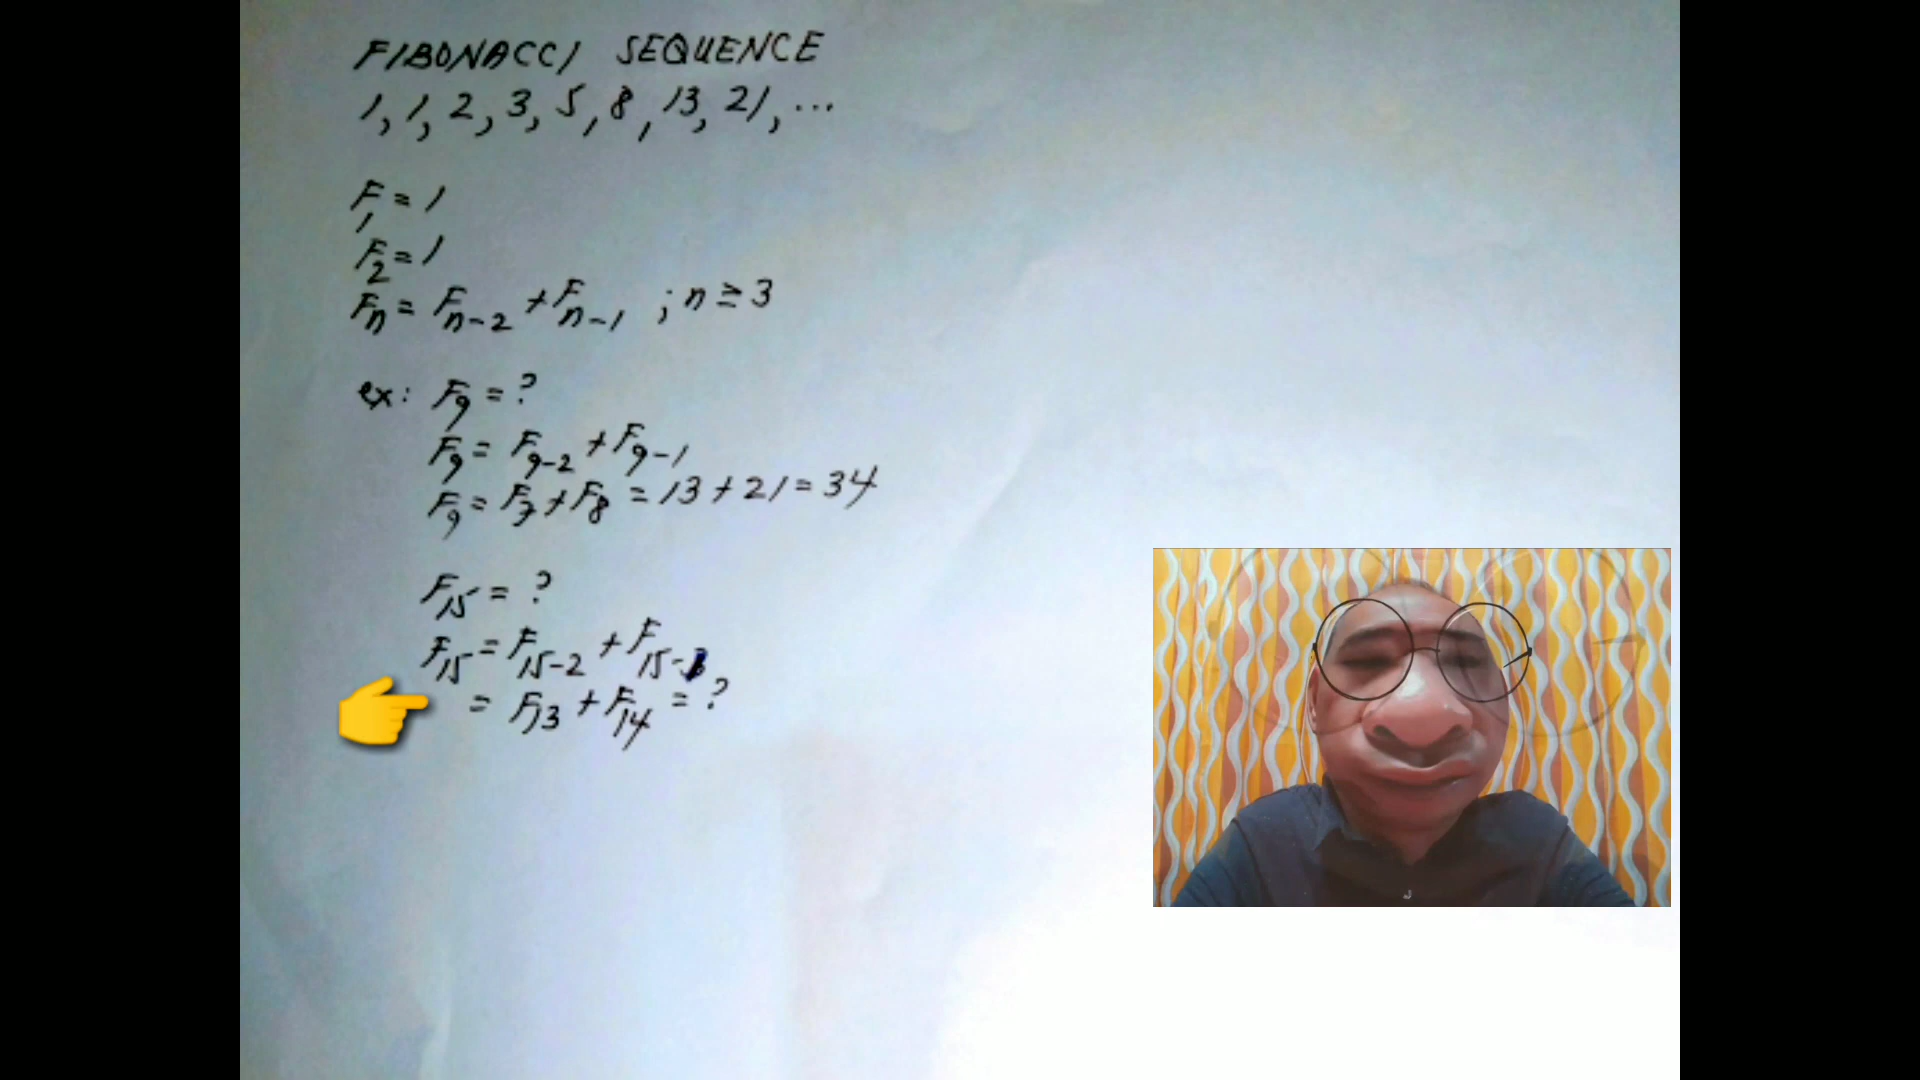 FIBONACCI SEQUENCE
1, 1, 2, 3, 5, 8, 13, 21, ...
F₁ = 1
F₂ = 1
Fₙ = Fₙ₋₂ + Fₙ₋₁ ; n ≥ 3
ex: F₉ = ?
F₉ = F₉₋₂ + F₉₋₁
F₉ = F₇ + F₈ = 13 + 21 = 34
F₁₅ = ?
F₁₅ = F₁₅₋₂ + F₁₅₋₁
= F₁₃ + F₁₄ = ?